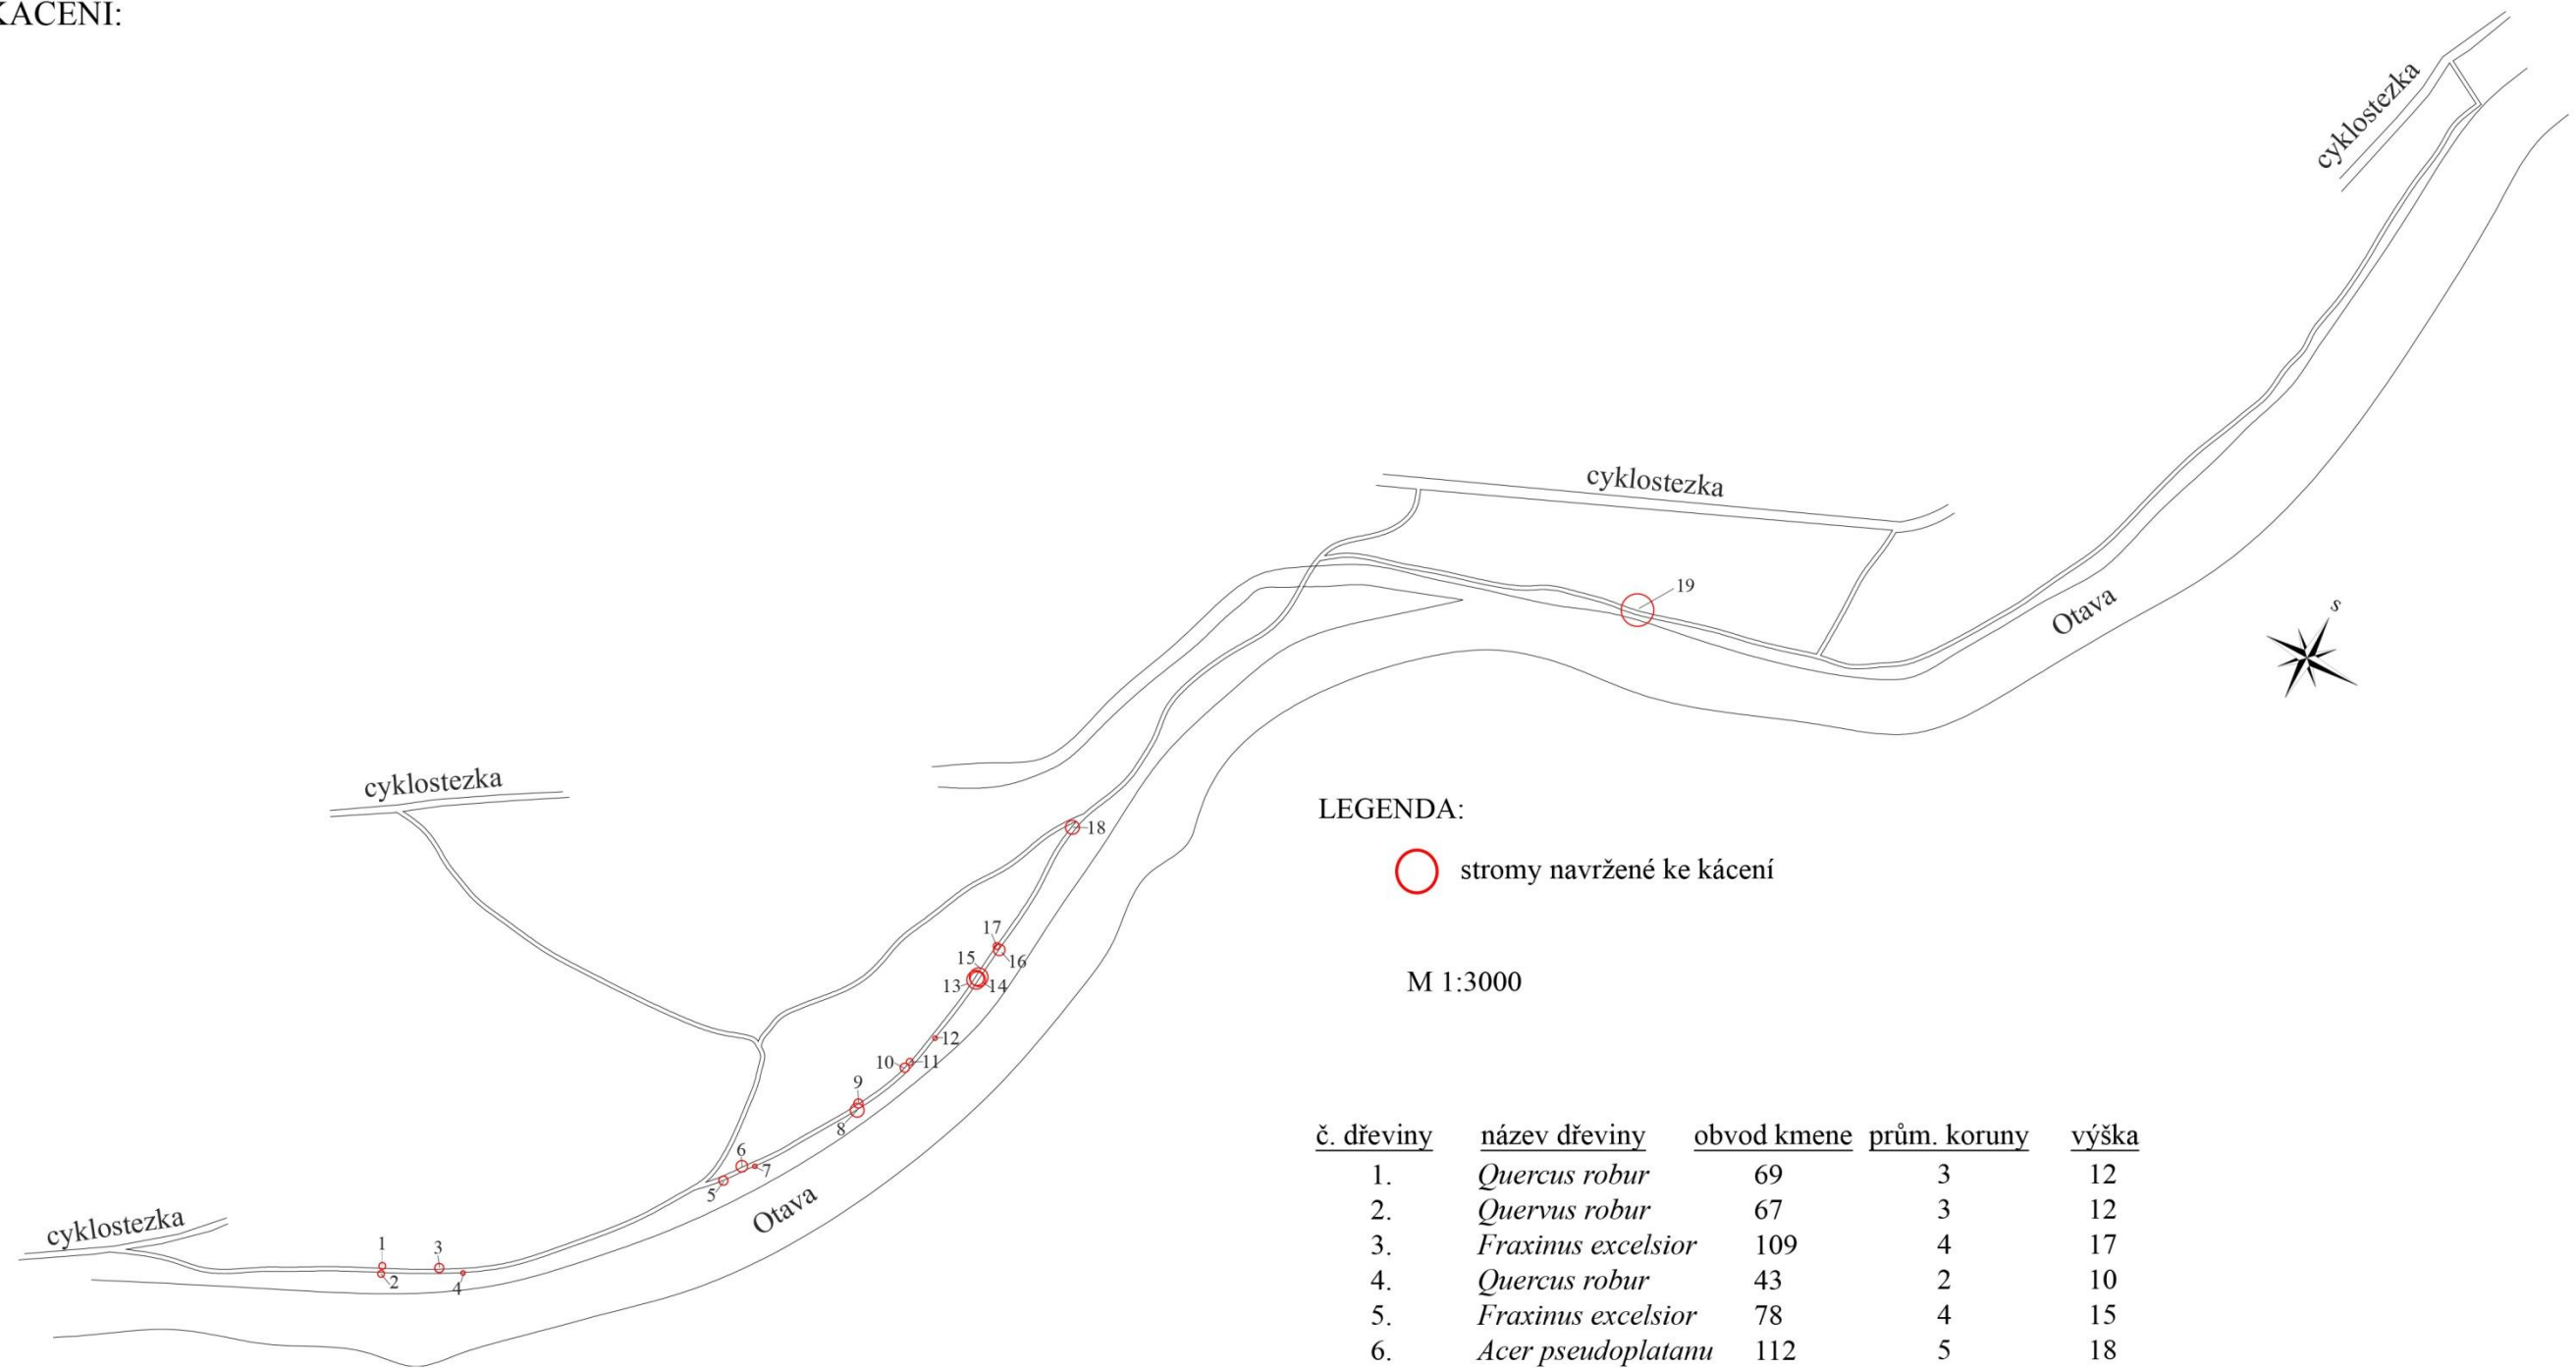 KÁCENÍ:
cyklostezka
cyklostezka
19
Otava
s
cyklostezka
18
LEGENDA:
stromy navržené ke kácení
17
16
15
13
14
M 1:3000
12
10
11
9
8
6
7
5
Otava
cyklostezka
1
3
2
4
č. dřeviny název dřeviny obvod kmene prům. koruny výška
1. Quercus robur 69 3 12
2. Quervus robur 67 3 12
3. Fraxinus excelsior 109 4 17
4. Quercus robur 43 2 10
5. Fraxinus excelsior 78 4 15
6. Acer pseudoplatanu 112 5 18